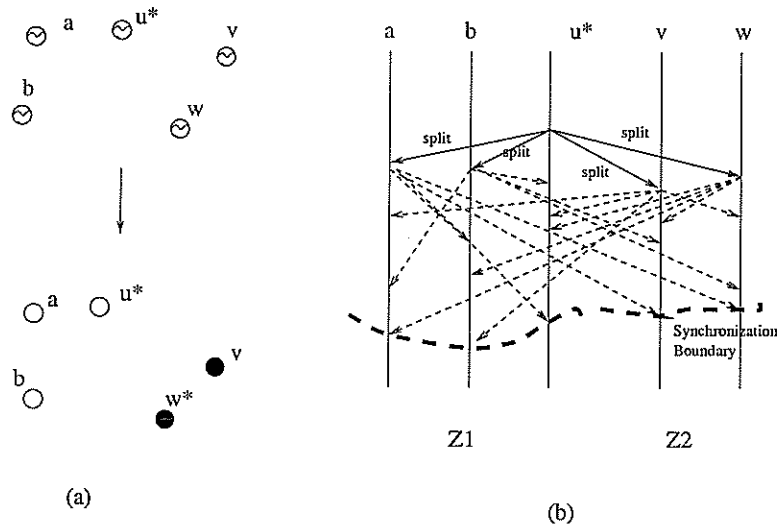 a
u*
v
b
w
a
u*
v
b
w*
(a)
a b u* v w
split
split
split
split
Synchronization
Boundary
Z1 Z2
(b)